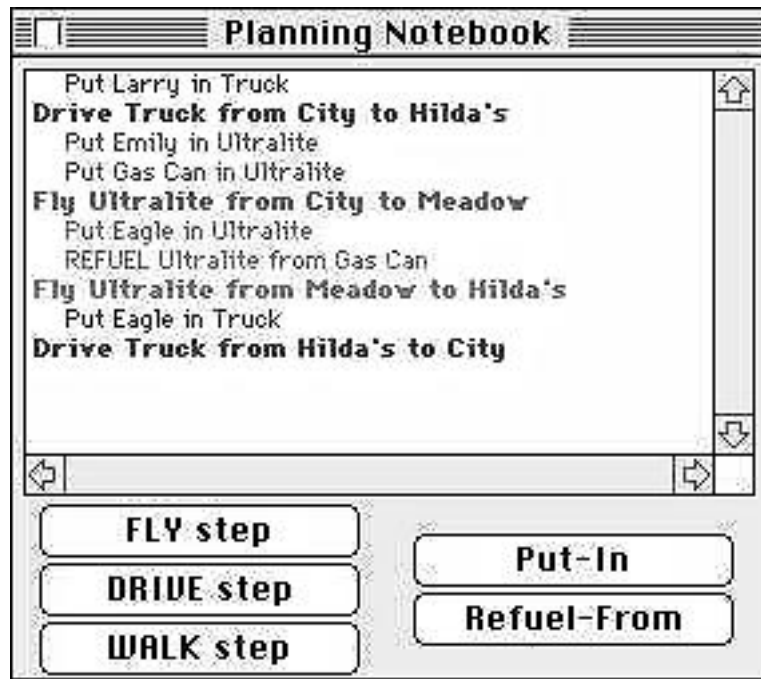 Planning Notebook
Put Larry in Truck
Drive Truck from City to Hilda's
Put Emily in Ultralite
Put Gas Can in Ultralite
Fly Ultralite from City to Meadow
Put Eagle in Ultralite
REFUEL Ultralite from Gas Can
Fly Ultralite from Meadow to Hilda's
Put Eagle in Truck
Drive Truck from Hilda's to City
FLY step
DRIVE step
WALK step
Put-In
Refuel-From